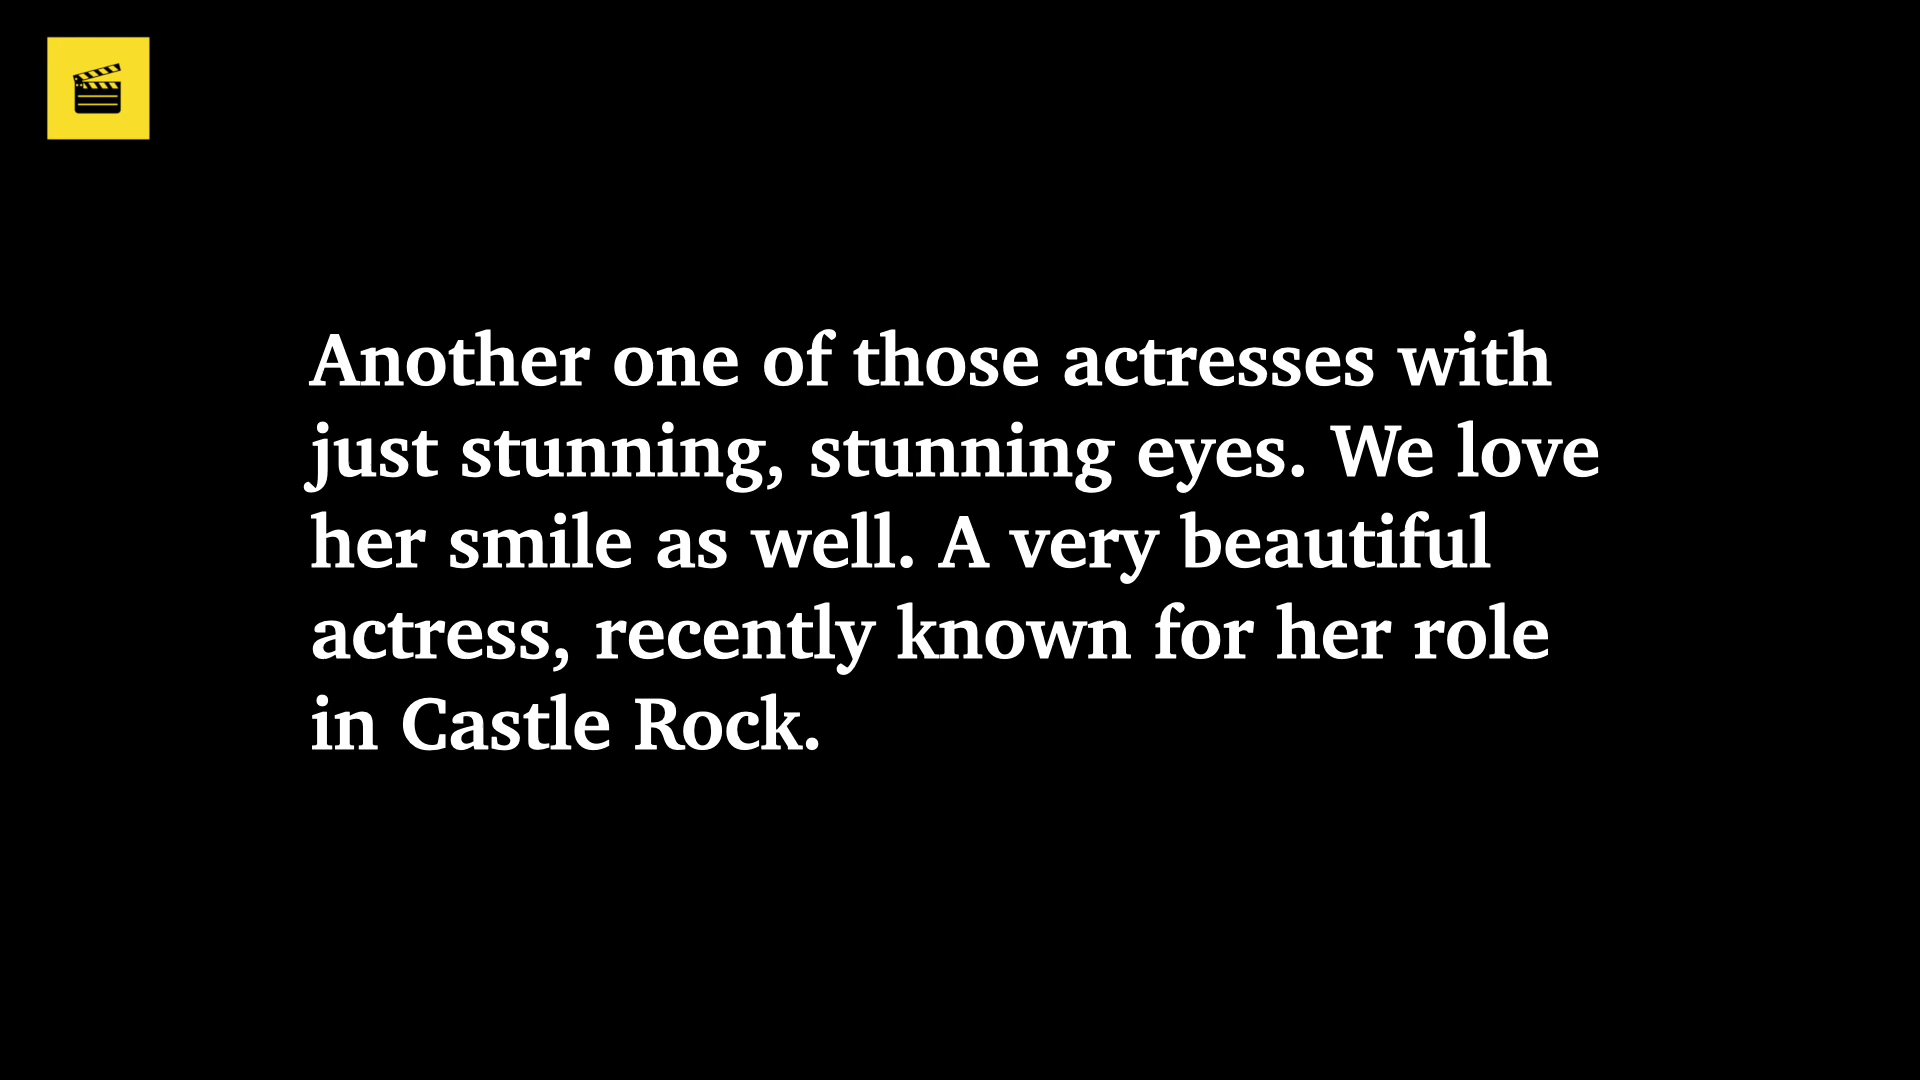 Another one of those actresses with
just stunning, stunning eyes. We love
her smile as well. A very beautiful
actress, recently known for her role
in Castle Rock.